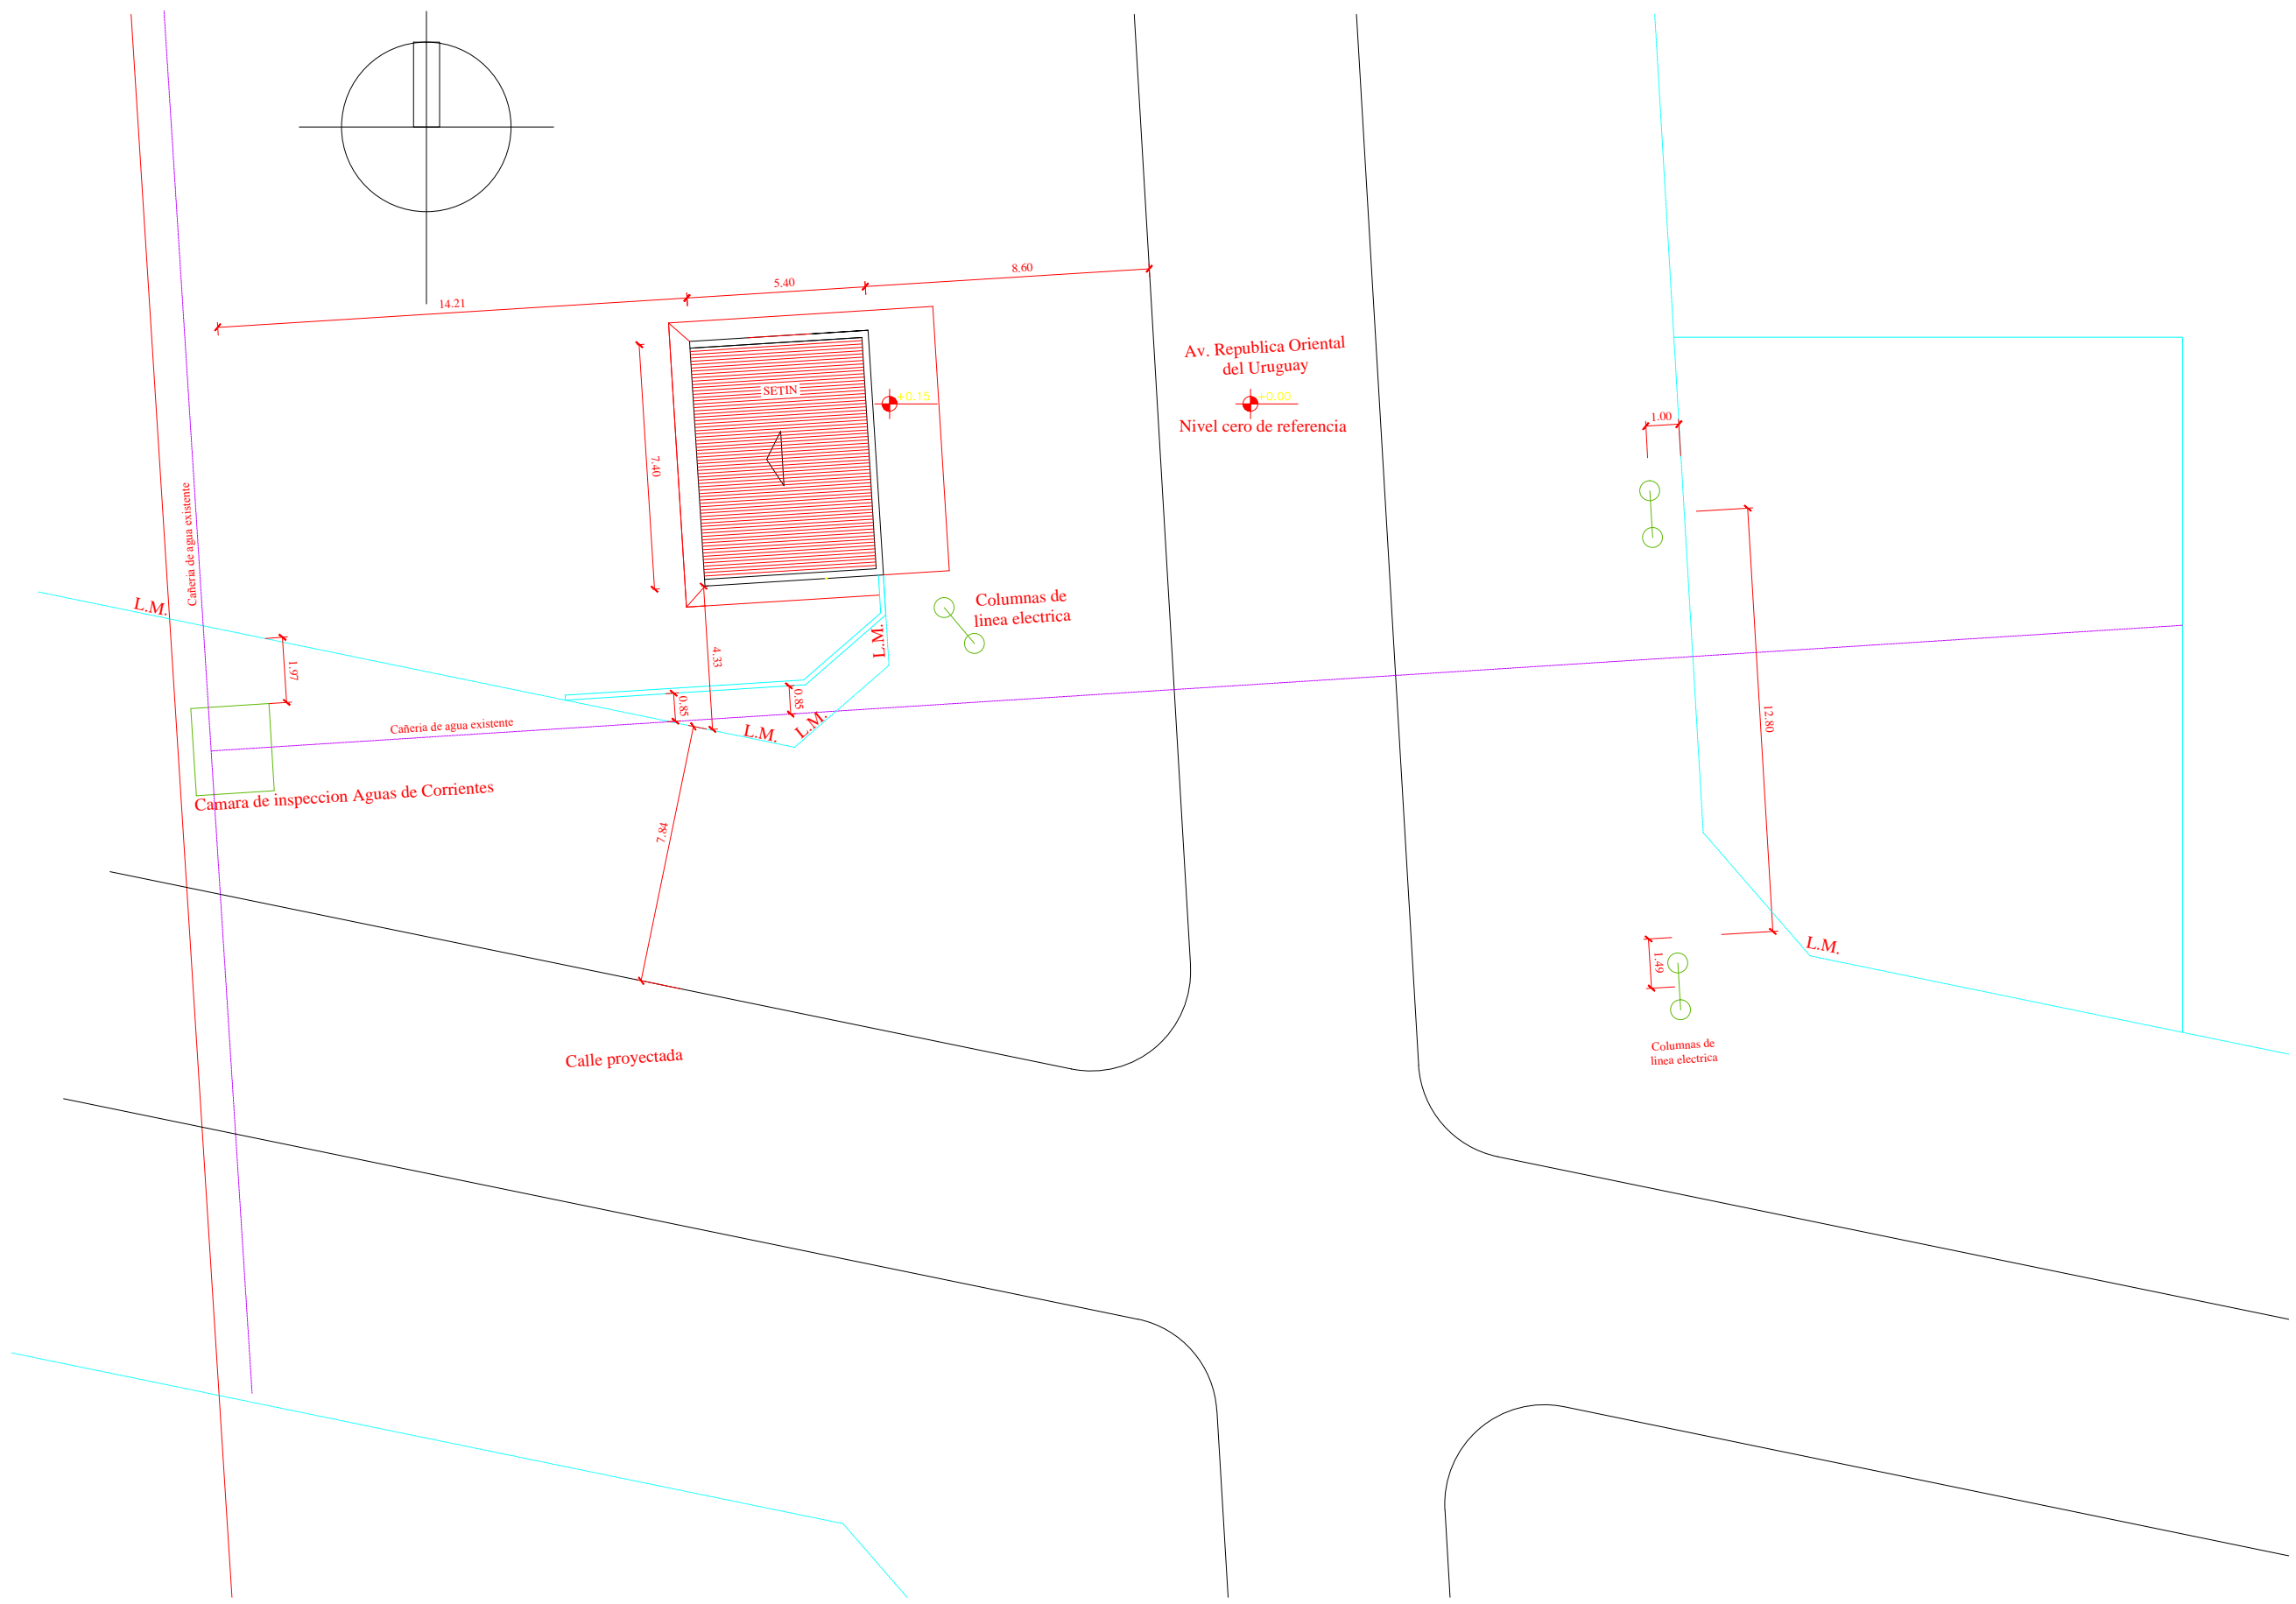 8.60
5.40
14.21
Av. Republica Oriental
del Uruguay
SETIN
+0.15
+0.00
Nivel cero de referencia
1.00
7.40
Cañeria de agua existente
12.80
Columnas de
linea electrica
L.M.
L.M.
4.33
1.97
0.85
0.85
Cañeria de agua existente
L.M.
L.M.
Camara de inspeccion Aguas de Corrientes
7.84
L.M.
1.49
Calle proyectada
Columnas de
linea electrica